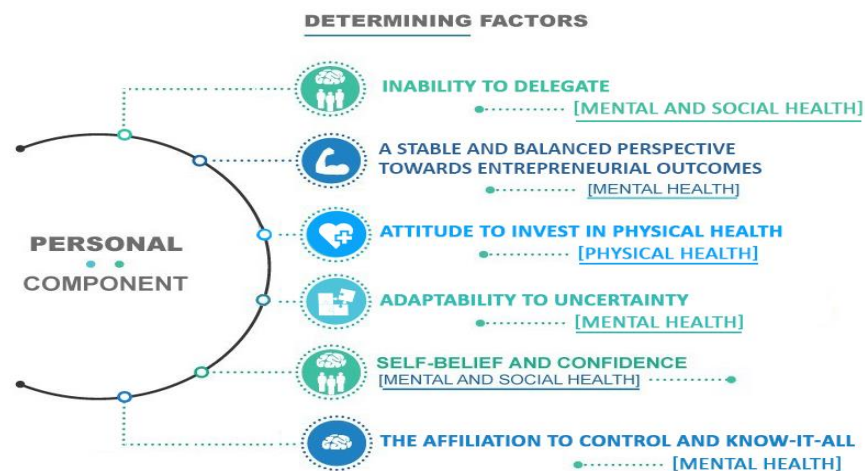 DETERMINING FACTORS
INABILITY TO DELEGATE
[MENTAL AND SOCIAL HEALTH]
A STABLE AND BALANCED PERSPECTIVE
TOWARDS ENTREPRENEURIAL OUTCOMES
[MENTAL HEALTH]
ATTITUDE TO INVEST IN PHYSICAL HEALTH
[PHYSICAL HEALTH]
PERSONAL
COMPONENT
ADAPTABILITY TO UNCERTAINTY
[MENTAL HEALTH]
SELF-BELIEF AND CONFIDENCE
[MENTAL AND SOCIAL HEALTH]
THE AFFILIATION TO CONTROL AND KNOW-IT-ALL
[MENTAL HEALTH]